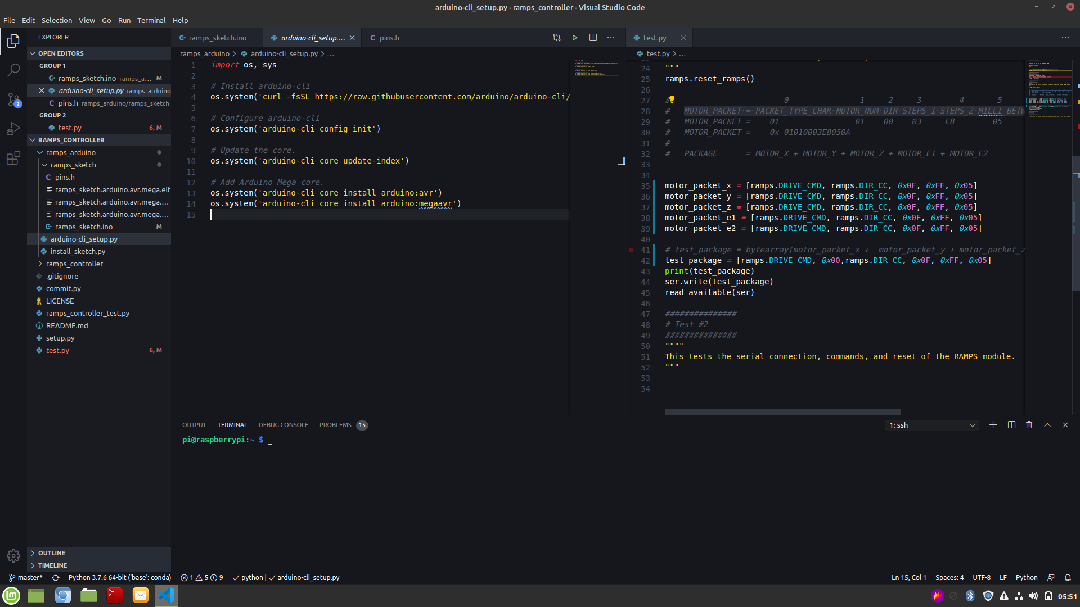 arduino-cli_setup.py - ramps_controller - Visual Studio Code
File Edit Selection View Go Run Terminal Help
EXPLORER
OPEN EDITORS
GROUP 1
ramps_sketch.ino ramps_a... M
arduino-cli_setup.py ramps_arduino
pins.h ramps_arduino/ramps_sketch
GROUP 2
test.py 6, M
RAMPS_CONTROLLER
ramps_arduino
ramps_sketch
pins.h
ramps_sketch.arduino.avr.mega.elf
ramps_sketch.arduino.avr.mega....
ramps_sketch.arduino.avr.mega....
ramps_sketch.ino M
arduino-cli_setup.py
install_sketch.py
ramps_controller
.gitignore
commit.py
LICENSE
ramps_controller_test.py
README.md
setup.py
test.py 6, M
OUTLINE
TIMELINE
ramps_sketch.ino
arduino-cli_setup.py
pins.h
ramps_arduino > arduino-cli_setup.py > ...
1 import os, sys
2
3 # Install arduino cli
4 os.system('curl -fsSL https://raw.githubusercontent.com/arduino/arduino-cli/
5
6 # Configure arduino-cli
7 os.system('arduino-cli config init')
8
9 # Update the core.
10 os.system('arduino-cli core update-index')
11
12 # Add Arduino Mega core.
13 os.system('arduino-cli core install arduino:avr')
14 os.system('arduino-cli core install arduino:megaavr')
15
test.py
test.py > ...
24 """
25 ramps.reset_ramps()
26
27 # 0 1 2 3 4 5
28 # MOTOR_PACKET = PACKET_TYPE_CHAR MOTOR_NUM DIR STEPS_1 STEPS_2 MILLI_BETW
29 # MOTOR_PACKET = 01 01 00 03 E8 05
30 # MOTOR_PACKET = 0x 01010003E8050A
31 #
32 # PACKAGE = MOTOR_X + MOTOR_Y + MOTOR_Z + MOTOR_E1 + MOTOR_E2
33
34
35 motor_packet_x = [ramps.DRIVE_CMD, ramps.DIR_CC, 0x0F, 0xFF, 0x05]
36 motor_packet_y = [ramps.DRIVE_CMD, ramps.DIR_CC, 0x0F, 0xFF, 0x05]
37 motor_packet_z = [ramps.DRIVE_CMD, ramps.DIR_CC, 0x0F, 0xFF, 0x05]
38 motor_packet_e1 = [ramps.DRIVE_CMD, ramps.DIR_CC, 0x0F, 0xFF, 0x05]
39 motor_packet_e2 = [ramps.DRIVE_CMD, ramps.DIR_CC, 0x0F, 0xFF, 0x05]
40
41 # test_package = bytearray(motor_packet_x + motor_packet_y + motor_packet_z
42 test_package = [ramps.DRIVE_CMD, 0x00,ramps.DIR_CC, 0x0F, 0xFF, 0x05]
43 print(test_package)
44 ser.write(test_package)
45 read_available(ser)
46
47 ###############
48 # Test #2
49 ###############
50 """
51 This tests the serial connection, commands, and reset of the RAMPS module.
52 """
53
54
OUTPUT TERMINAL DEBUG CONSOLE PROBLEMS 15
1: ssh
pi@raspberrypi:~ $
master* Python 3.7.6 64-bit ('base': conda) 1 5 9 python | arduino-cli_setup.py
Ln 15, Col 1 Spaces: 4 UTF-8 LF Python
05:51